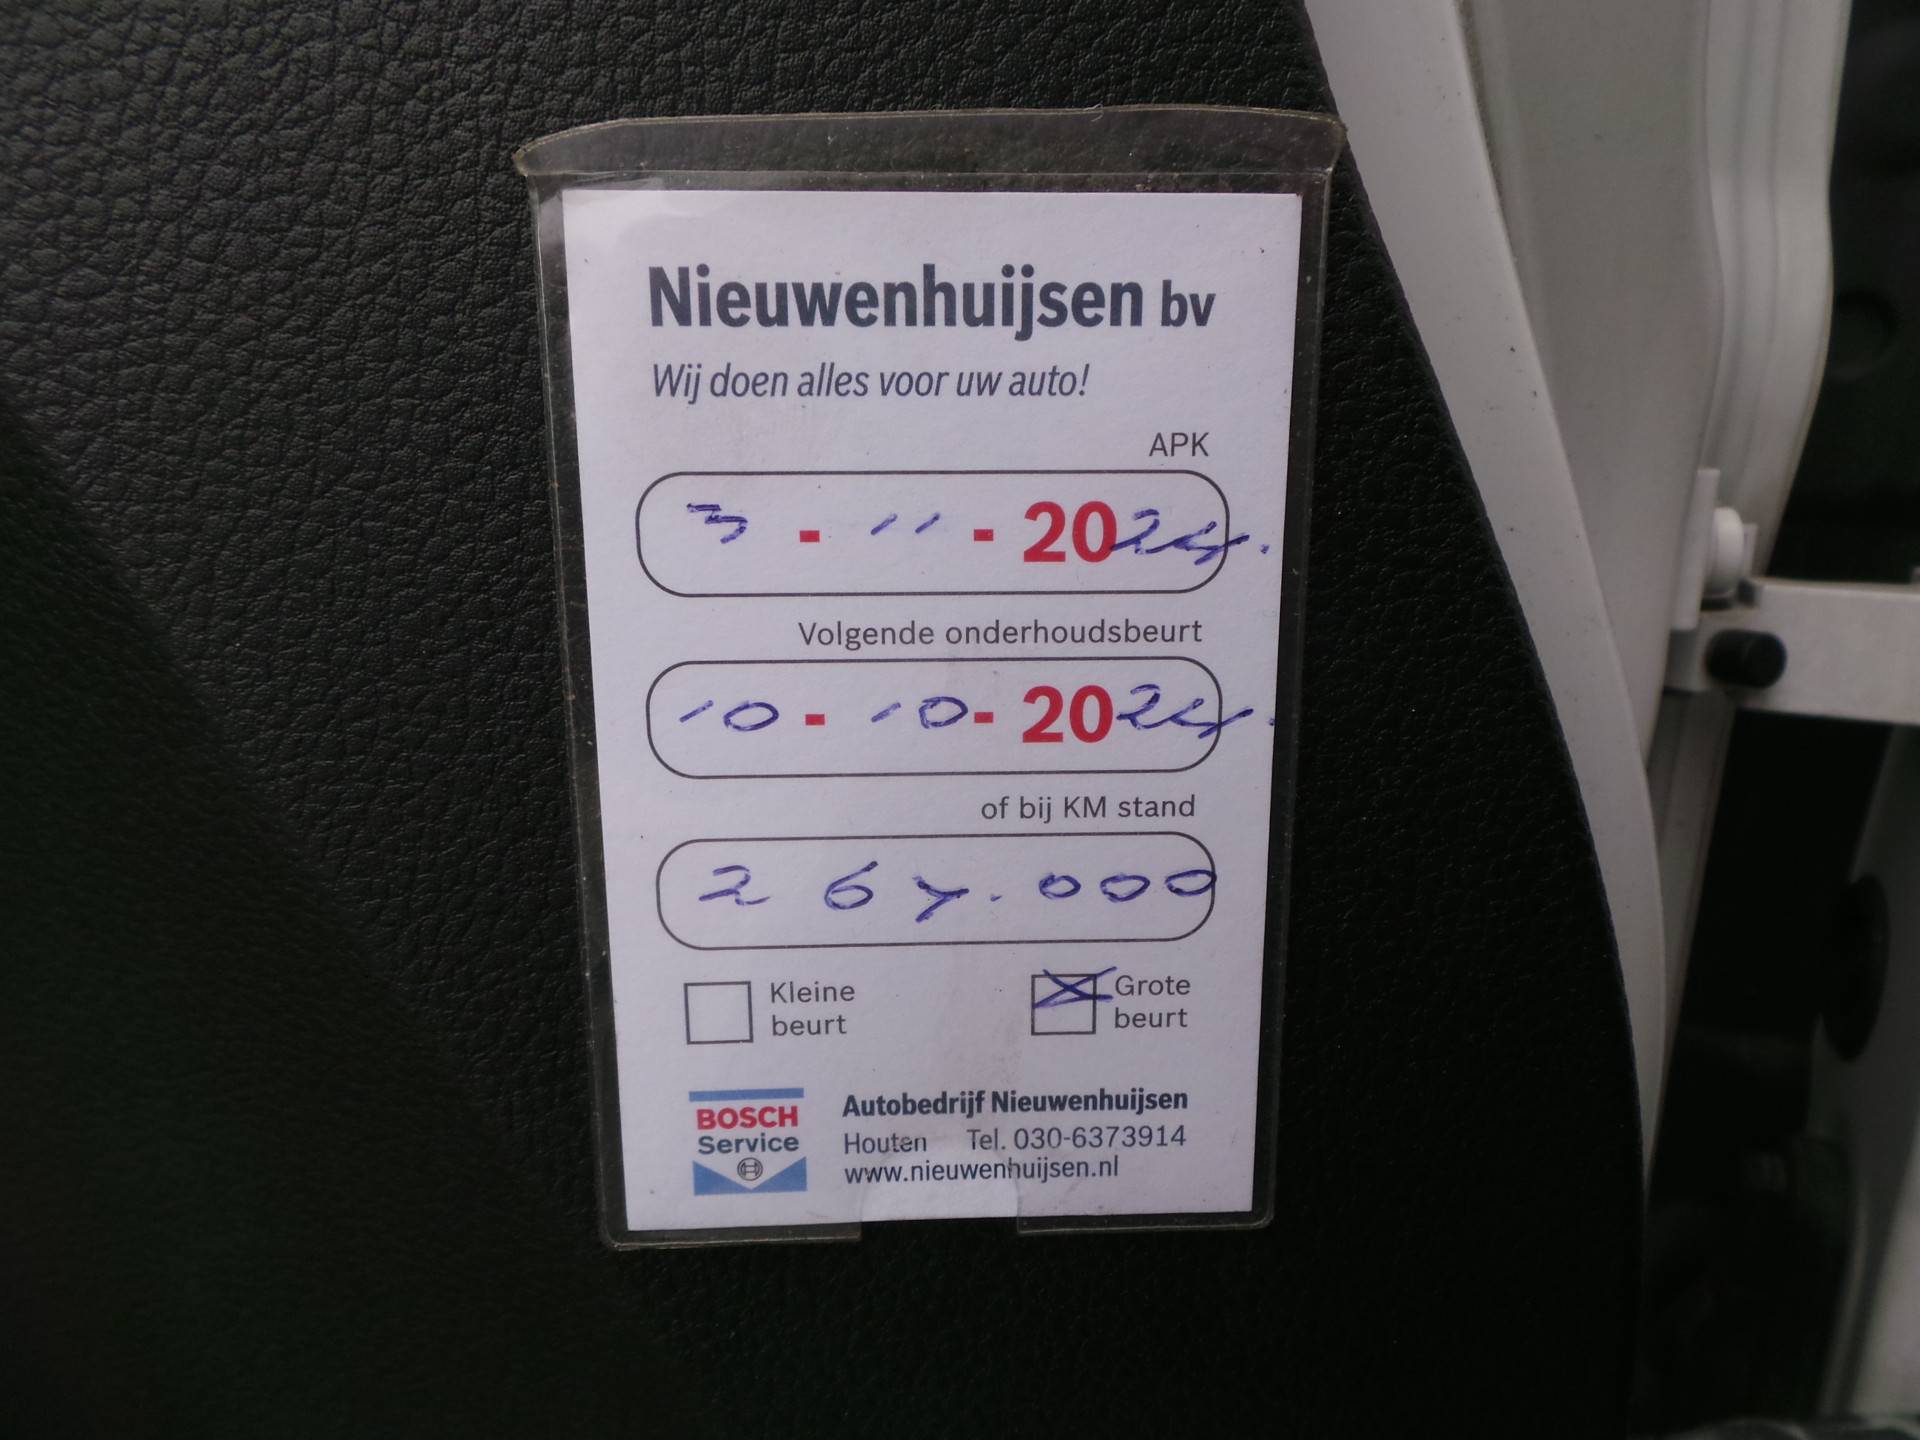 Nieuwenhuijsen bv
Wij doen alles voor uw auto!
APK
3 - 11 - 2024.
Volgende onderhoudsbeurt
10 - 10 - 2024.
of bij KM stand
267.000
Kleine beurt
Grote beurt
BOSCH
Service
Autobedrijf Nieuwenhuijsen
Houten Tel. 030-6373914
www.nieuwenhuijsen.nl